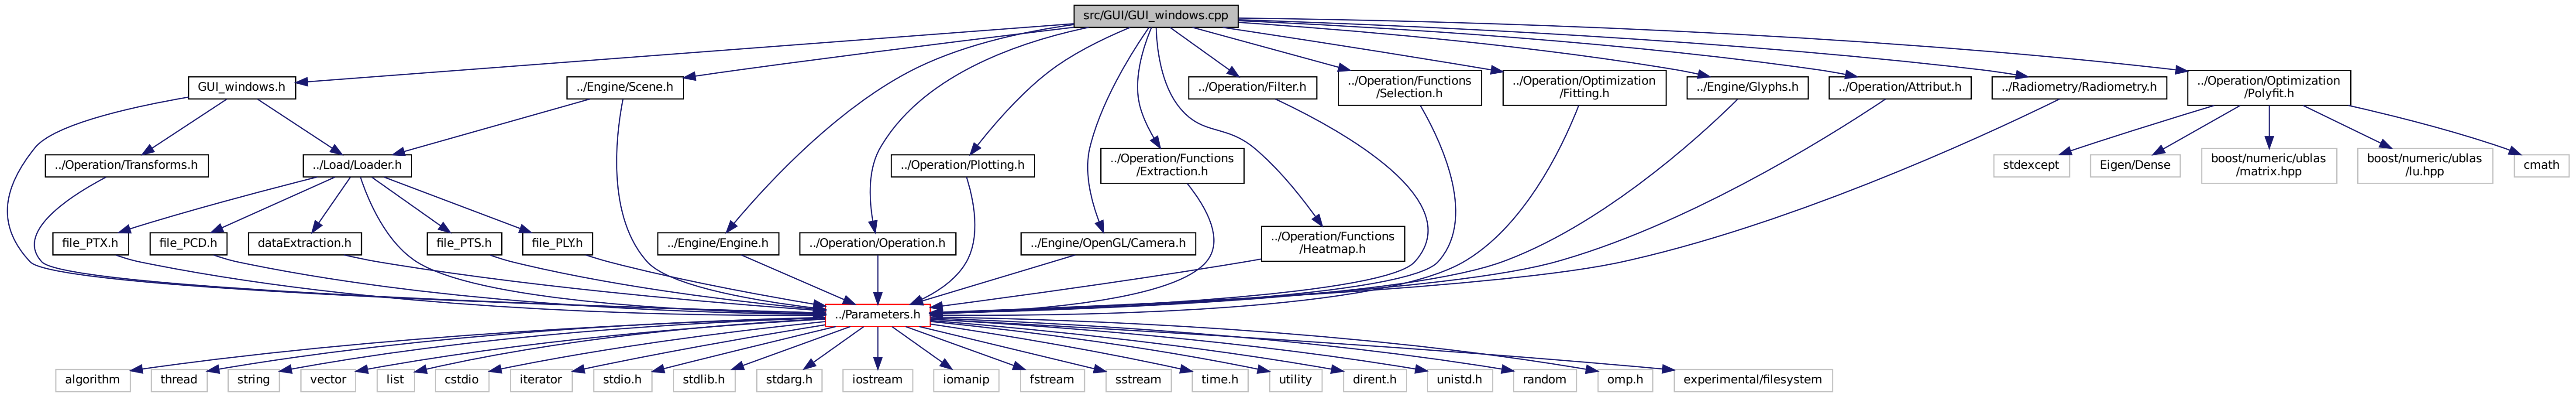 src/GUI/GUI_windows.cpp
GUI_windows.h
../Engine/Scene.h
../Operation/Filter.h
../Operation/Functions
/Selection.h
../Operation/Optimization
/Fitting.h
../Engine/Glyphs.h
../Operation/Attribut.h
../Radiometry/Radiometry.h
../Operation/Optimization
/Polyfit.h
../Operation/Transforms.h
../Load/Loader.h
../Operation/Plotting.h
../Operation/Functions
/Extraction.h
stdexcept
Eigen/Dense
boost/numeric/ublas
/matrix.hpp
boost/numeric/ublas
/lu.hpp
cmath
file_PTX.h
file_PCD.h
dataExtraction.h
file_PTS.h
file_PLY.h
../Engine/Engine.h
../Operation/Operation.h
../Engine/OpenGL/Camera.h
../Operation/Functions
/Heatmap.h
../Parameters.h
algorithm
thread
string
vector
list
cstdio
iterator
stdio.h
stdlib.h
stdarg.h
iostream
iomanip
fstream
sstream
time.h
utility
dirent.h
unistd.h
random
omp.h
experimental/filesystem